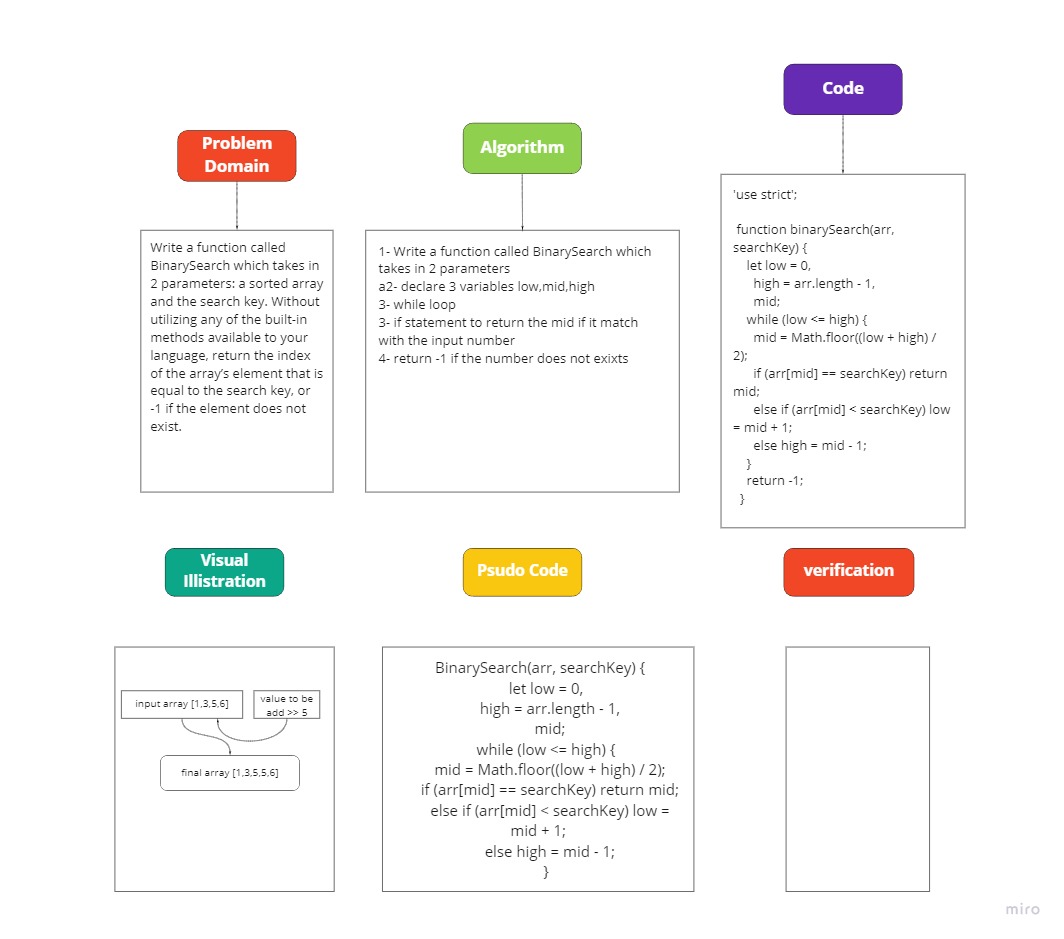 Problem
Domain
Write a function called
BinarySearch which takes in
2 parameters: a sorted array
and the search key. Without
utilizing any of the built-in
methods available to your
language, return the index
of the array’s element that is
equal to the search key, or
-1 if the element does not
exist.
Algorithm
1- Write a function called BinarySearch which
takes in 2 parameters
a2- declare 3 variables low,mid,high
3- while loop
3- if statement to return the mid if it match
with the input number
4- return -1 if the number does not exixts
Code
'use strict';
function binarySearch(arr,
searchKey) {
let low = 0,
high = arr.length - 1,
mid;
while (low <= high) {
mid = Math.floor((low + high) /
2);
if (arr[mid] == searchKey) return
mid;
else if (arr[mid] < searchKey) low
= mid + 1;
else high = mid - 1;
}
return -1;
}
Visual
Illistration
input array [1,3,5,6]
value to be
add >> 5
final array [1,3,5,5,6]
Psudo Code
BinarySearch(arr, searchKey) {
let low = 0,
high = arr.length - 1,
mid;
while (low <= high) {
mid = Math.floor((low + high) / 2);
if (arr[mid] == searchKey) return mid;
else if (arr[mid] < searchKey) low =
mid + 1;
else high = mid - 1;
}
verification
miro